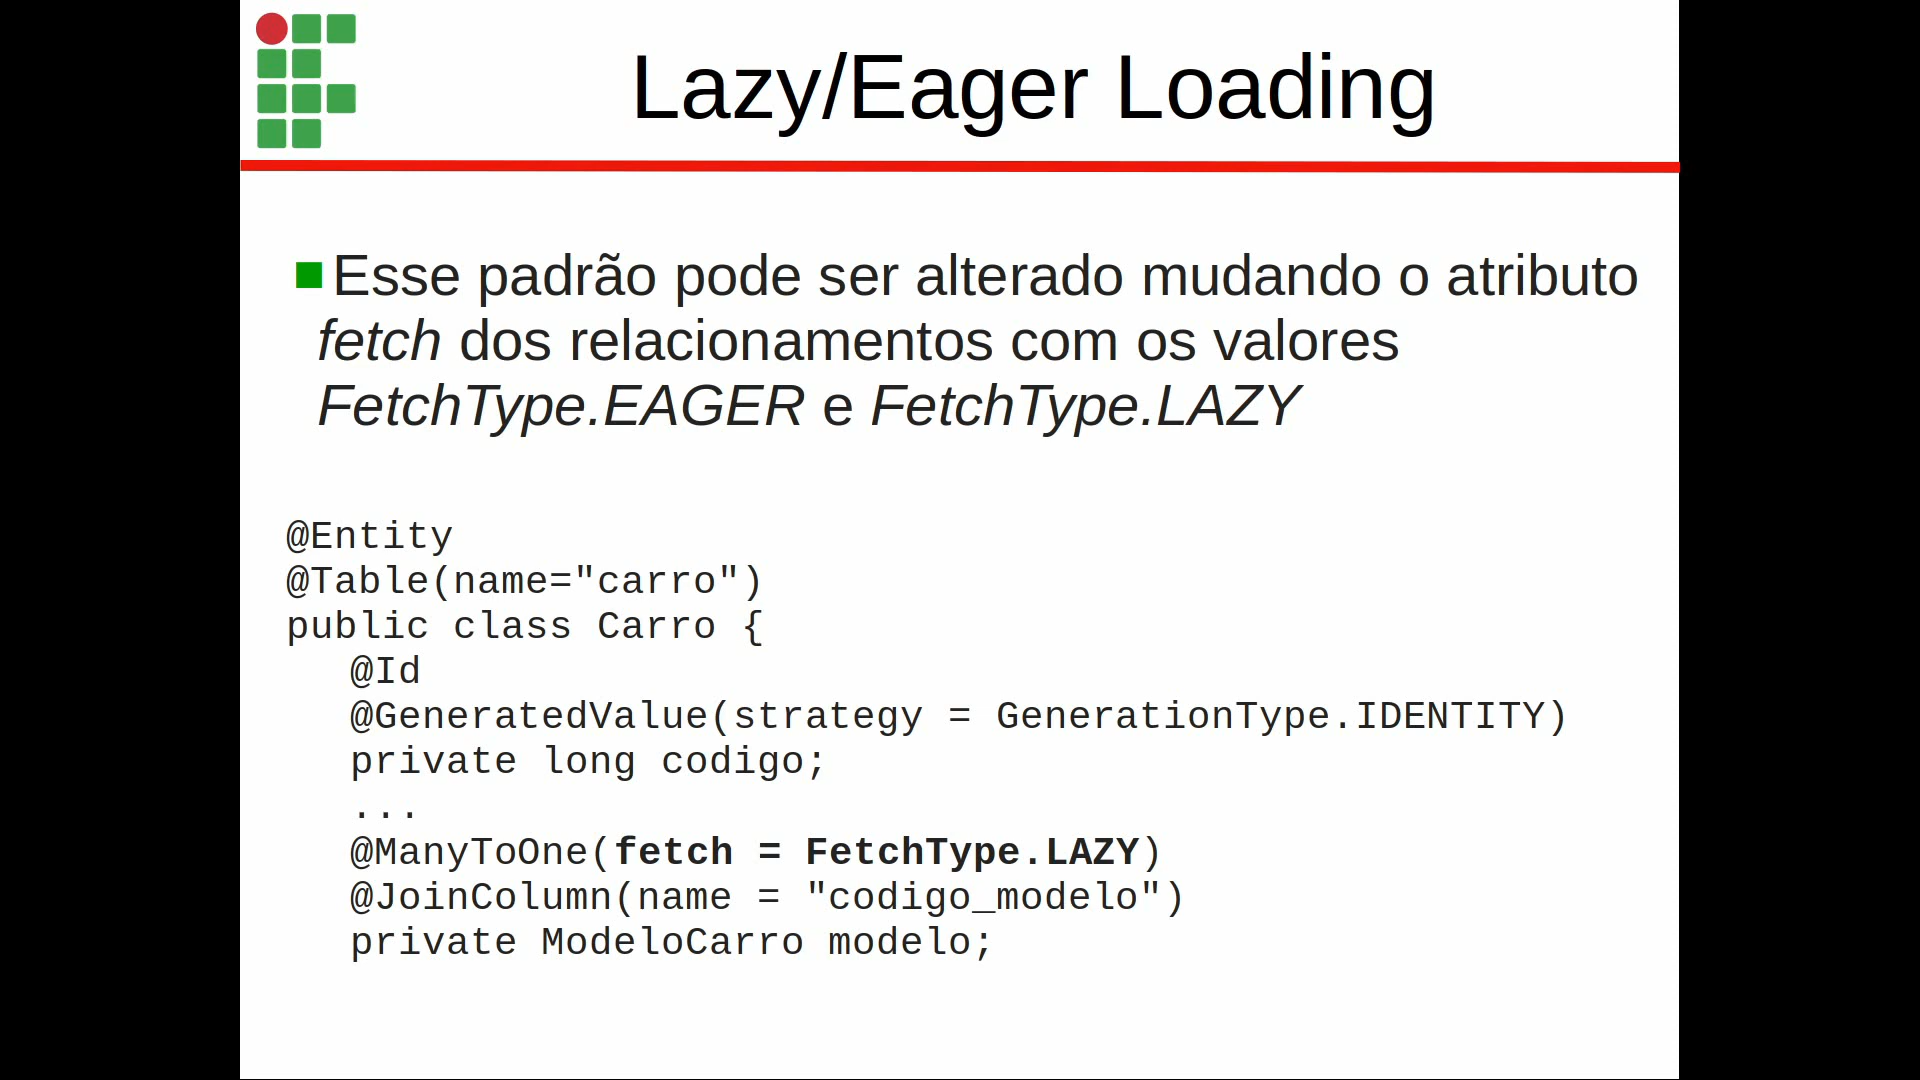 Lazy/Eager Loading
Esse padrão pode ser alterado mudando o atributo
fetch dos relacionamentos com os valores
FetchType.EAGER e FetchType.LAZY
@Entity
@Table(name="carro")
public class Carro {
@Id
@GeneratedValue(strategy = GenerationType.IDENTITY)
private long codigo;
...
@ManyToOne(fetch = FetchType.LAZY)
@JoinColumn(name = "codigo_modelo")
private ModeloCarro modelo;